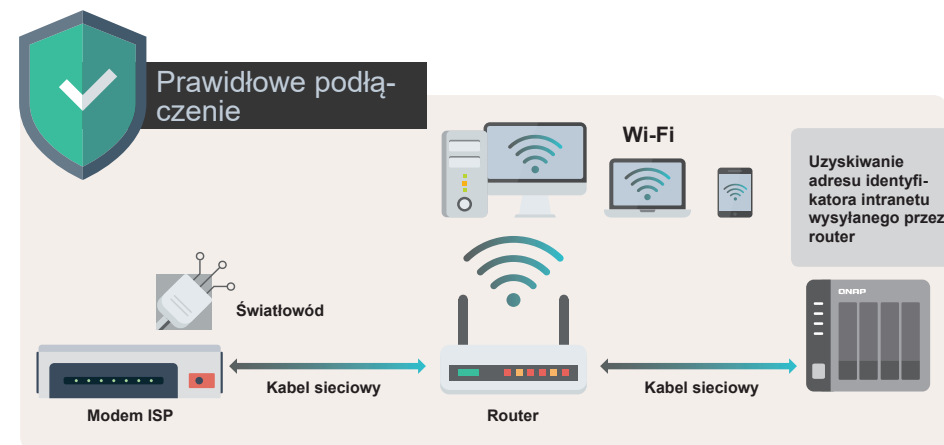 Prawidłowe podłą-
czenie
Wi-Fi
Uzyskiwanie
adresu identyfi-
katora intranetu
wysyłanego przez
router
QNAP
Światłowód
Kabel sieciowy
Kabel sieciowy
Modem ISP
Router